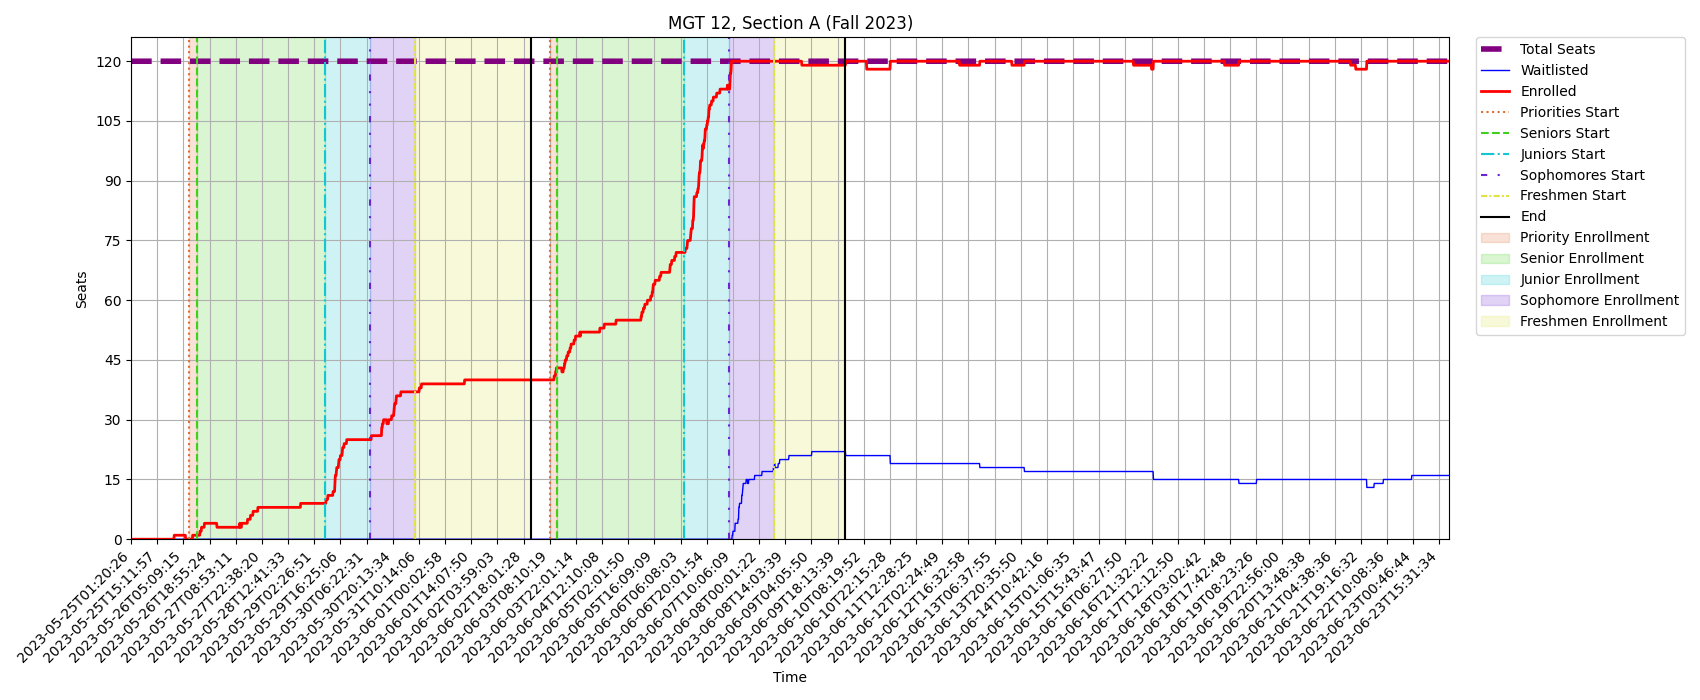 MGT 12, Section A (Fall 2023)
Seats
120
105
90
75
60
45
30
15
0
2023-05-25T01:20:26
2023-05-25T15:11:57
2023-05-26T05:09:15
2023-05-26T18:55:24
2023-05-27T08:53:11
2023-05-27T22:38:20
2023-05-28T12:41:33
2023-05-29T02:26:51
2023-05-29T16:25:06
2023-05-30T06:22:31
2023-05-30T20:13:34
2023-05-31T10:14:06
2023-06-01T00:02:58
2023-06-01T14:07:50
2023-06-02T03:59:03
2023-06-02T18:01:28
2023-06-03T08:10:19
2023-06-03T22:01:14
2023-06-04T12:10:08
2023-06-05T02:01:50
2023-06-05T16:09:09
2023-06-06T06:08:03
2023-06-06T20:01:54
2023-06-07T10:06:09
2023-06-08T00:01:22
2023-06-08T14:03:39
2023-06-09T04:05:50
2023-06-09T18:13:39
2023-06-10T08:19:52
2023-06-10T22:15:28
2023-06-11T12:28:25
2023-06-12T02:24:49
2023-06-12T16:32:58
2023-06-13T06:37:55
2023-06-13T20:35:50
2023-06-14T10:42:16
2023-06-15T01:06:35
2023-06-15T15:43:47
2023-06-16T06:27:50
2023-06-16T21:32:22
2023-06-17T12:12:50
2023-06-18T03:02:42
2023-06-18T17:42:48
2023-06-19T08:23:26
2023-06-19T22:56:00
2023-06-20T13:48:38
2023-06-21T04:38:36
2023-06-21T19:16:32
2023-06-22T10:08:36
2023-06-23T00:46:44
2023-06-23T15:31:34
Time
Total Seats
Waitlisted
Enrolled
Priorities Start
Seniors Start
Juniors Start
Sophomores Start
Freshmen Start
End
Priority Enrollment
Senior Enrollment
Junior Enrollment
Sophomore Enrollment
Freshmen Enrollment